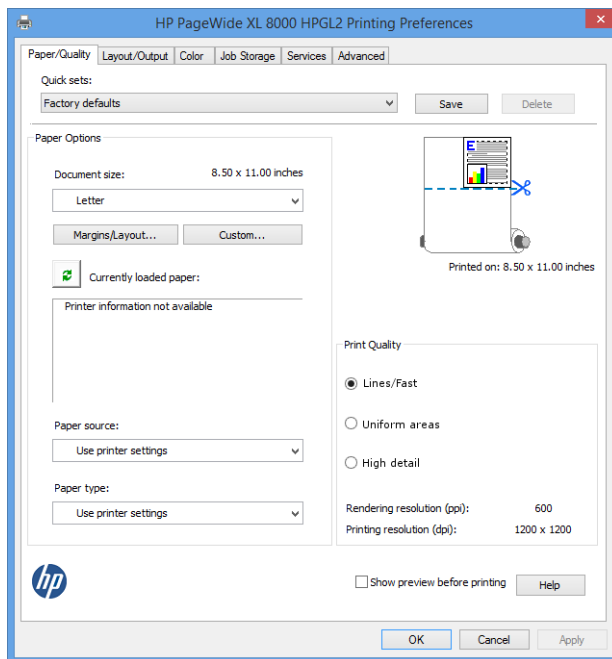 HP PageWide XL 8000 HPGL2 Printing Preferences
Paper/Quality Layout/Output Color Job Storage Services Advanced
Quick sets:
Factory defaults Save Delete
Paper Options
Document size: 8.50 x 11.00 inches
Letter
Margins/Layout... Custom...
Currently loaded paper:
Printer information not available
Paper source:
Use printer settings
Paper type:
Use printer settings
E
Printed on: 8.50 x 11.00 inches
Print Quality
Lines/Fast
Uniform areas
High detail
Rendering resolution (ppi): 600
Printing resolution (dpi): 1200 x 1200
hp
Show preview before printing Help
OK Cancel Apply